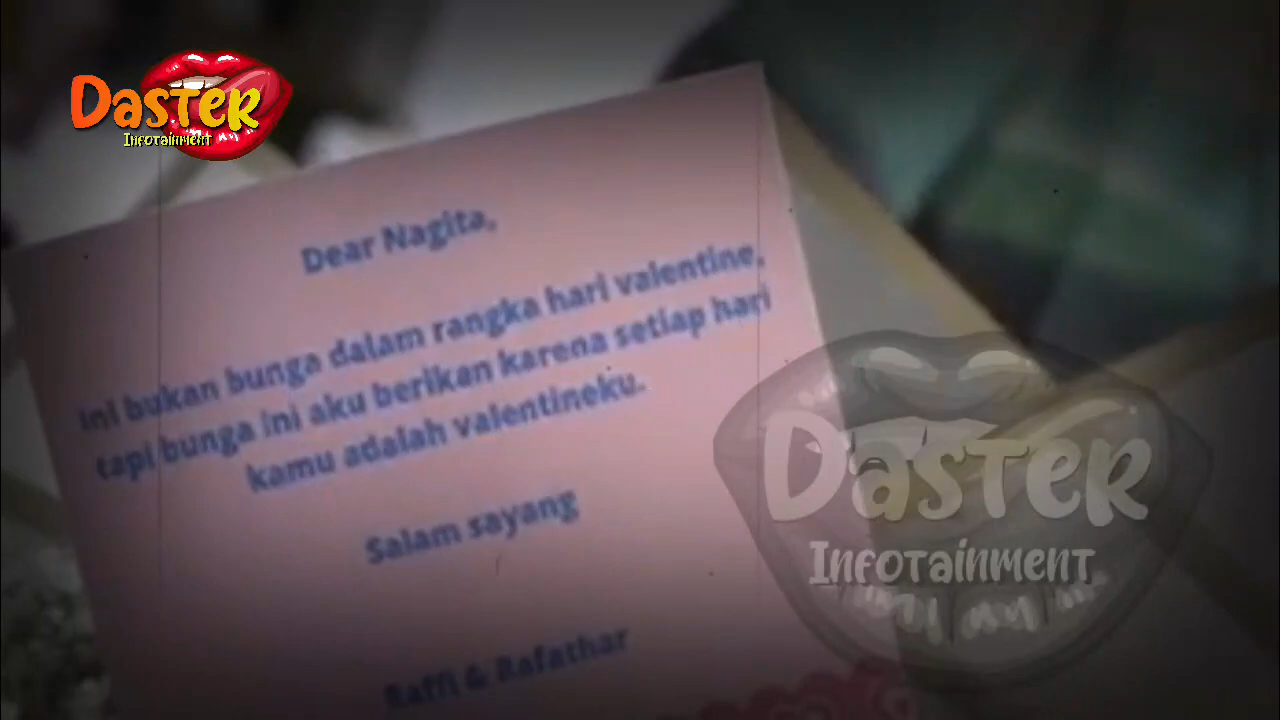 Daster
Infotainment
Dear Nagita,
Ini bukan bunga dalam rangka hari valentine,
tapi bunga ini aku berikan karena setiap hari
kamu adalah valentineku.
Salam sayang
Raffi & Rafathar
Daster
Infotainment